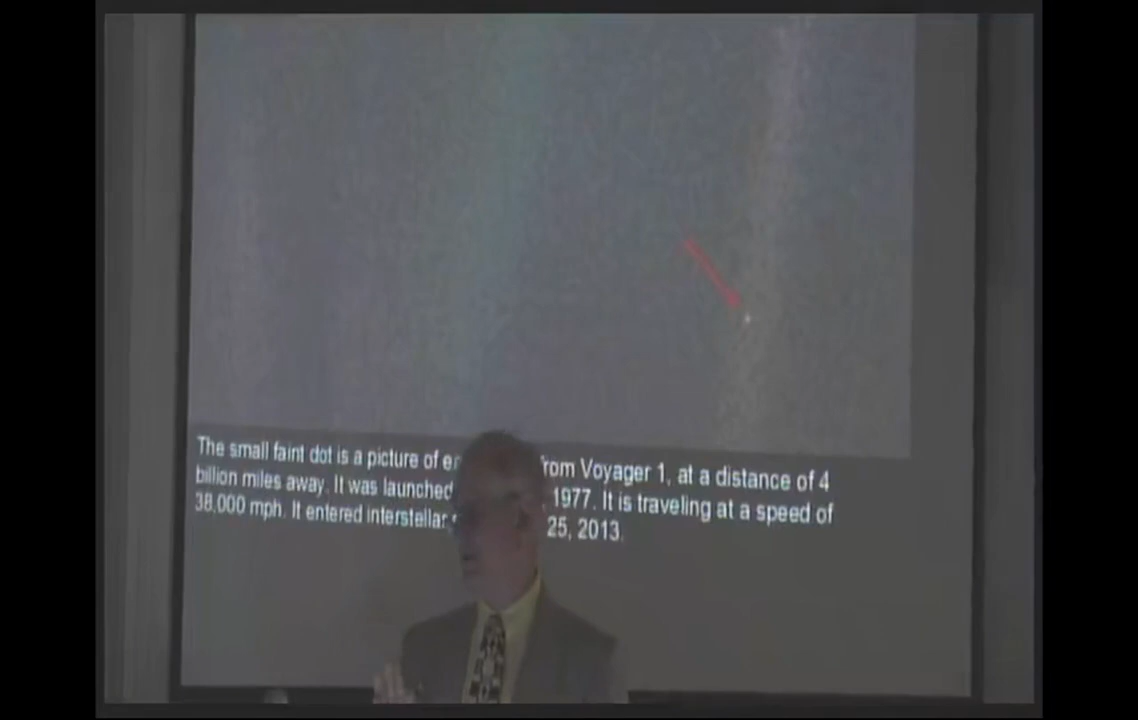 The small faint dot is a picture of from Voyager 1, at a distance of 4
billion miles away. It was launched 1977. It is traveling at a speed of
38,000 mph. It entered interstellar 25, 2013.